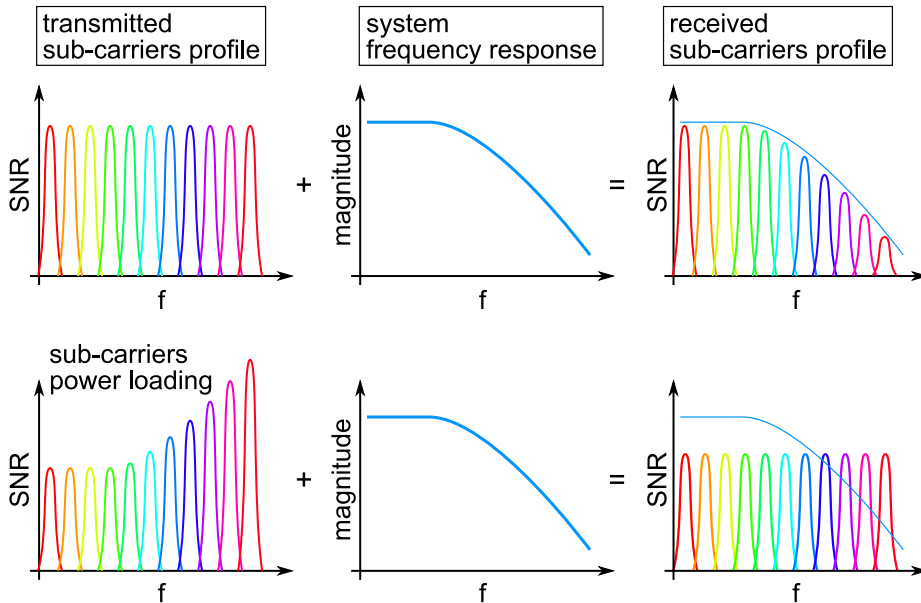 transmitted
sub-carriers profile
system
frequency response
received
sub-carriers profile
SNR
f
+
magnitude
f
=
SNR
f
sub-carriers
power loading
SNR
f
+
magnitude
f
=
SNR
f